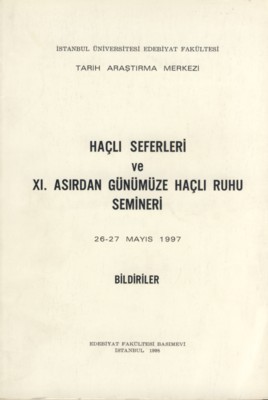 İSTANBUL ÜNİVERSİTESİ EDEBİYAT FAKÜLTESİ
TARİH ARAŞTIRMA MERKEZİ
HAÇLI SEFERLERİ
ve
XI. ASIRDAN GÜNÜMÜZE HAÇLI RUHU
SEMİNERİ
26-27 MAYIS 1997
BİLDİRİLER
EDEBİYAT FAKÜLTESİ BASIMEVİ
İSTANBUL 1998